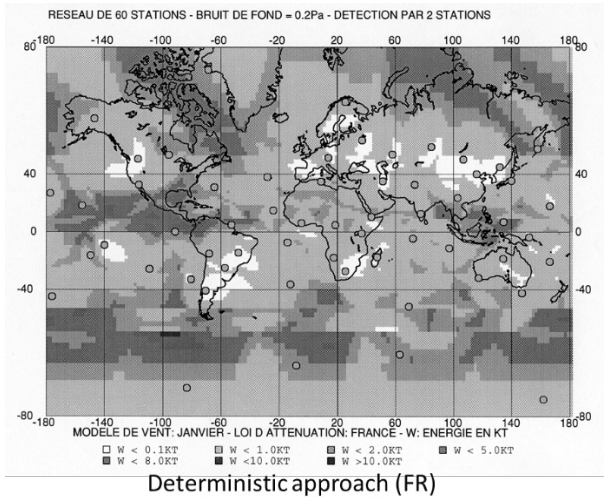 RESEAU DE 60 STATIONS - BRUIT DE FOND = 0.2Pa - DETECTION PAR 2 STATIONS
-180 -140 -100 -60 -20 20 60 100 140 180
80 80
40 40
0 0
-40 -40
-80 -80
-180 -140 -100 -60 -20 20 60 100 140 180
MODELE DE VENT: JANVIER - LOI D ATTENUATION: FRANCE - W: ENERGIE EN KT
W < 0.1KT W < 1.0KT W < 2.0KT W < 5.0KT
W < 8.0KT W <10.0KT W >10.0KT
Deterministic approach (FR)